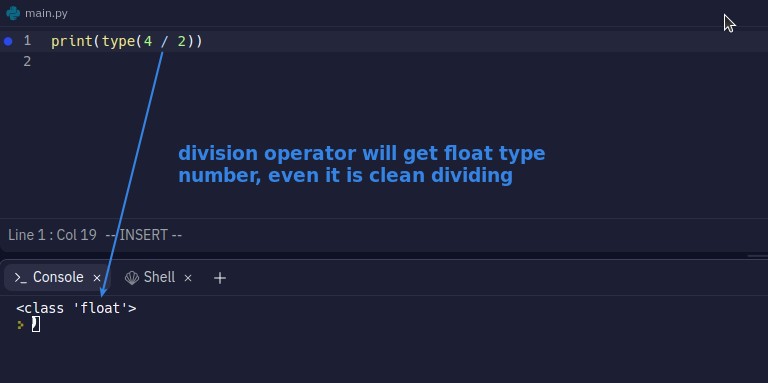 main.py
1 print(type(4 / 2))
2
division operator will get float type
number, even it is clean dividing
Line 1 : Col 19 -- INSERT --
Console × Shell × +
<class 'float'>